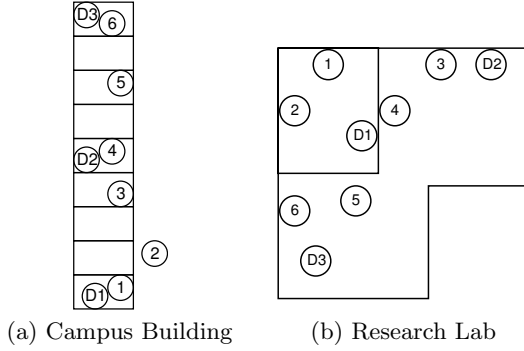 D3 6
5
D2 4
3
2
D1 1
(a) Campus Building
1 3 D2
2 4
D1
5
6
D3
(b) Research Lab